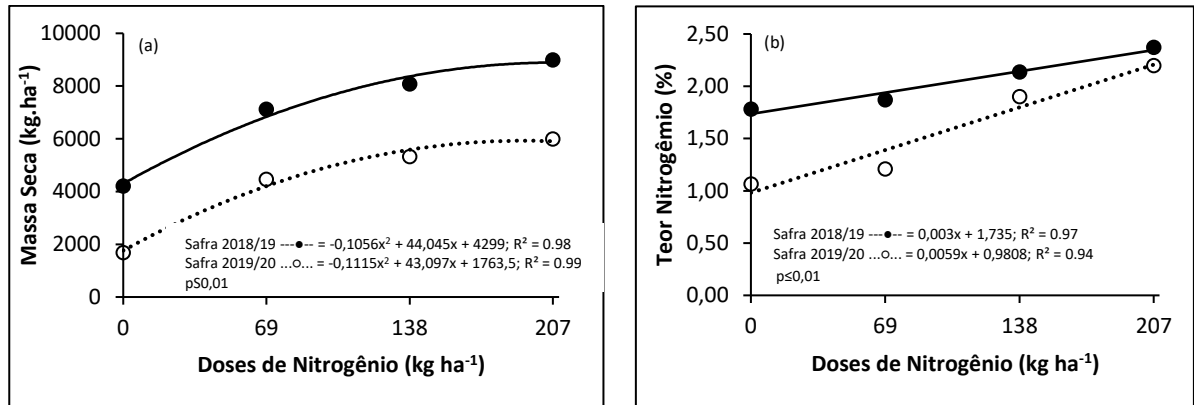 (a)
10000
8000
6000
4000
2000
0
Massa Seca (kg.ha-1)
Safra 2018/19 ---●-- = -0,1056x² + 44,045x + 4299; R² = 0.98
Safra 2019/20 ...○... = -0,1115x² + 43,097x + 1763,5; R² = 0.99
pS0,01
0 69 138 207
Doses de Nitrogênio (kg ha-1)
(b)
2,50
2,00
1,50
1,00
0,50
0,00
Teor Nitrogêmio (%)
Safra 2018/19 ---●-- = 0,003x + 1,735; R² = 0.97
Safra 2019/20 ...○... = 0,0059x + 0,9808; R² = 0.94
p≤0,01
0 69 138 207
Doses de Nitrogênio (kg ha-1)